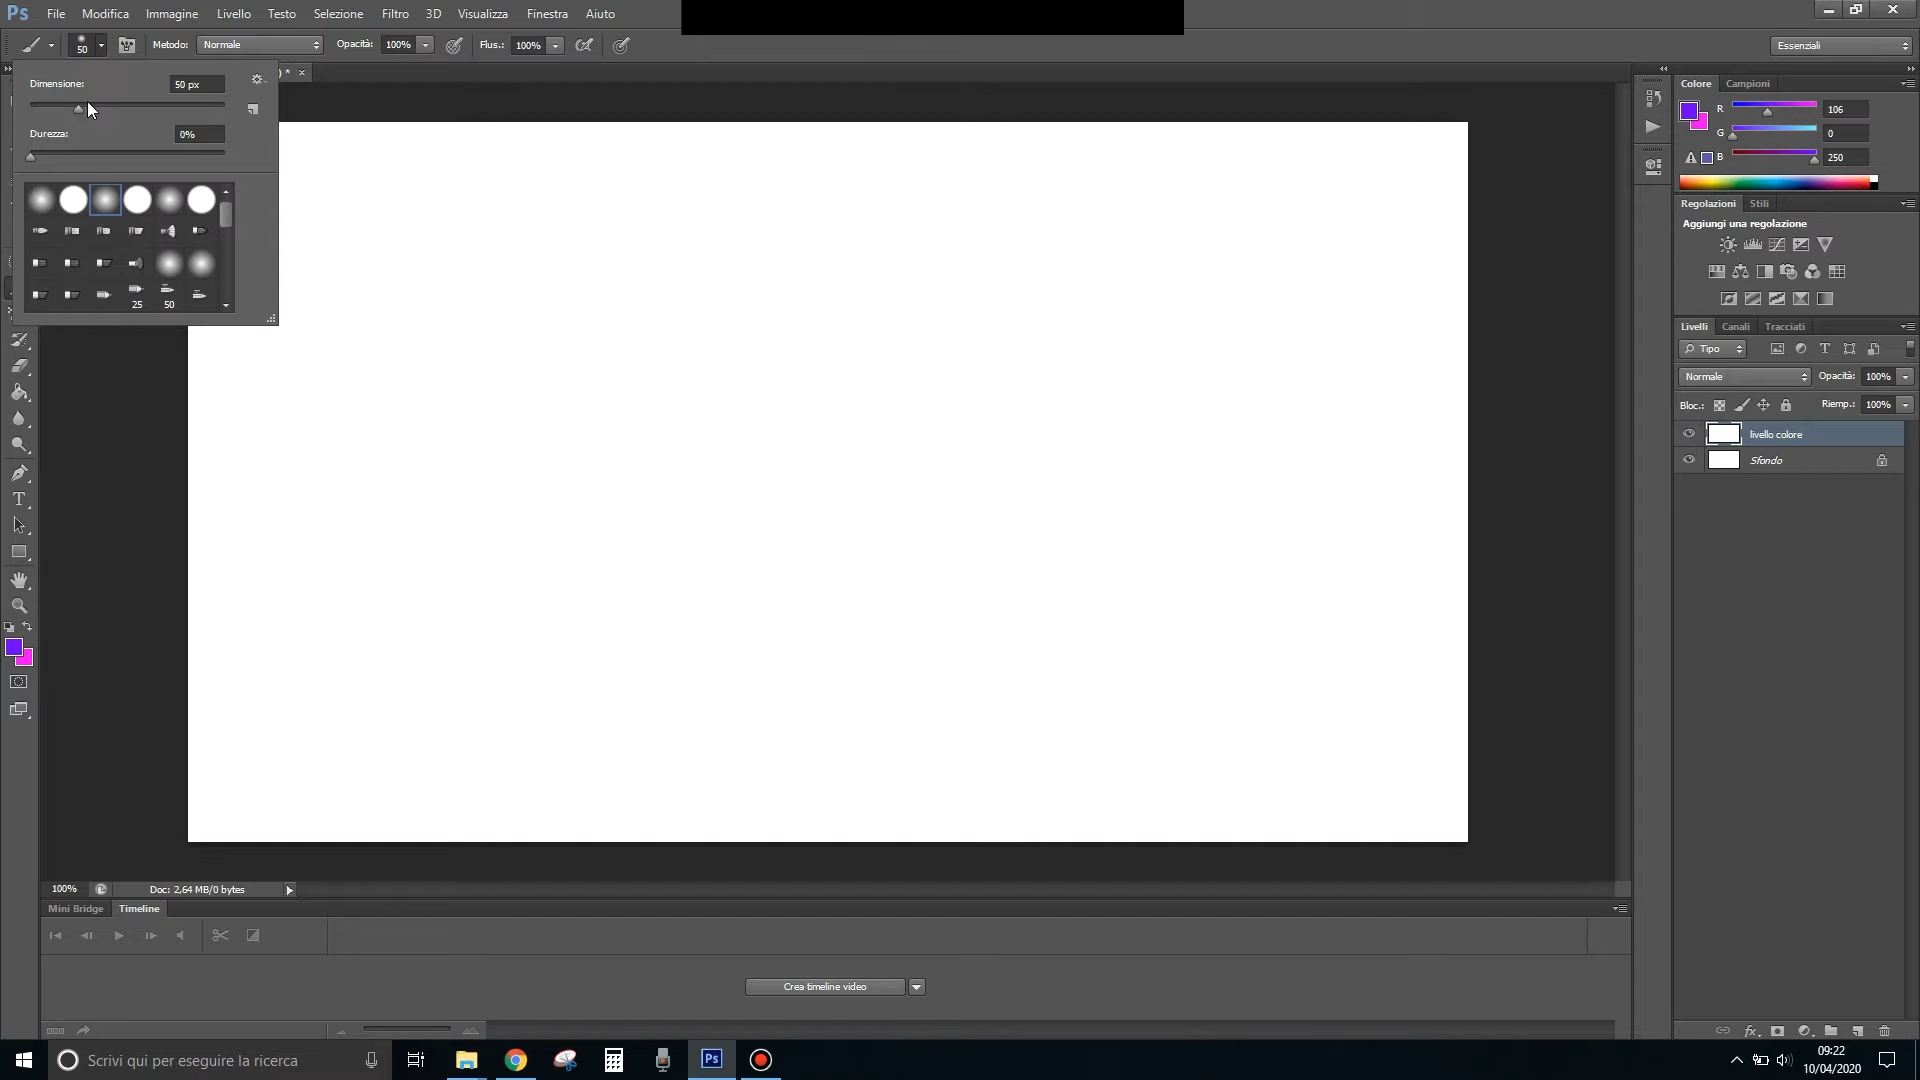 Ps File Modifica Immagine Livello Testo Selezione Filtro 3D Visualizza Finestra Aiuto
50 Metodo: Normale Opacità: 100% Flus.: 100% Essenziali
Dimensione: 50 px
* ×
Durezza: 0%
25 50
Colore Campioni
R 106
G 0
B 250
Regolazioni Stili
Aggiungi una regolazione
Livelli Canali Tracciati
Tipo
Normale Opacità: 100%
Bloc.: Riemp.: 100%
livello colore
Sfondo
T
100% Doc: 2,64 MB/0 bytes
Mini Bridge Timeline
Crea timeline video
fx
Scrivi qui per eseguire la ricerca
Ps
09:22
10/04/2020